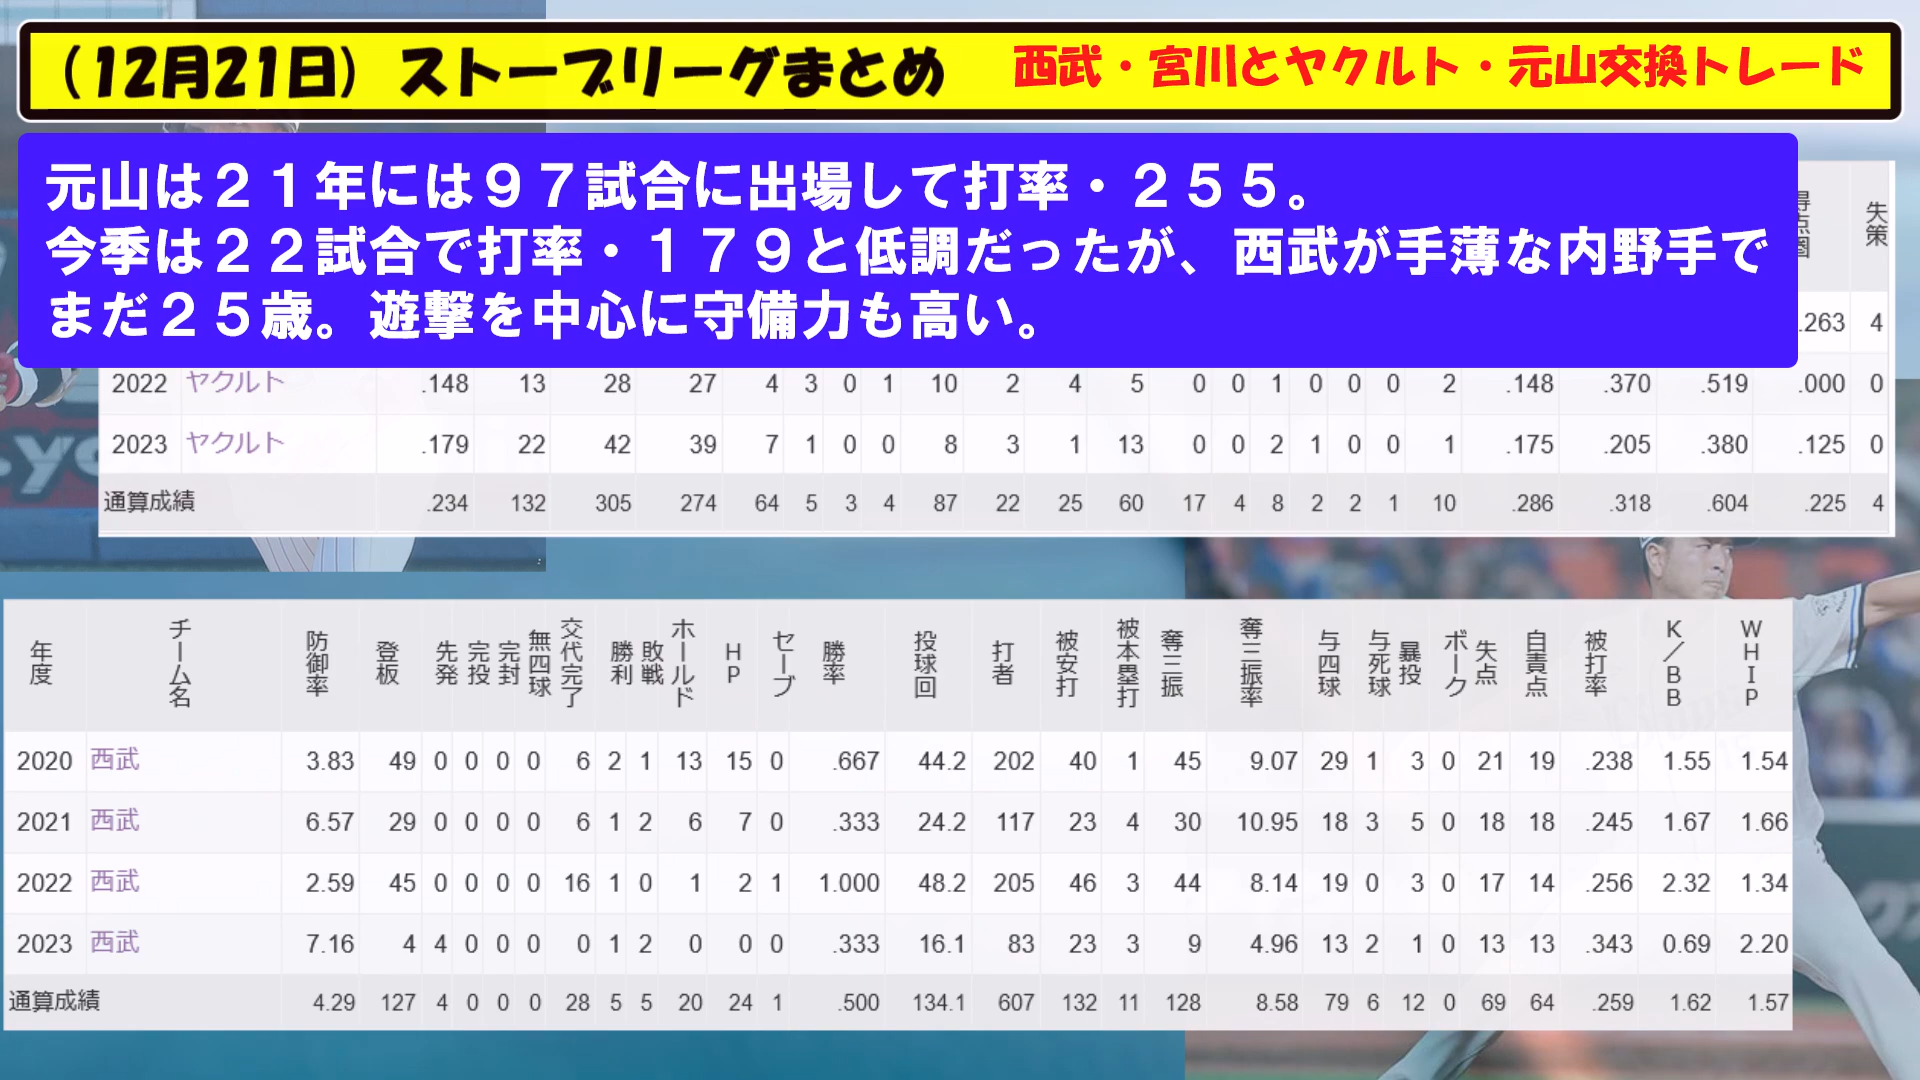 （12月21日）ストーブリーグまとめ 西武・宮川とヤクルト・元山交換トレード
元山は２１年には９７試合に出場して打率・２５５。
今季は２２試合で打率・１７９と低調だったが、西武が手薄な内野手で
まだ２５歳。遊撃を中心に守備力も高い。
得点圏 失策
.263 4
2022 ヤクルト .148 13 28 27 4 3 0 1 10 2 4 5 0 0 1 0 0 0 2 .148 .370 .519 .000 0
2023 ヤクルト .179 22 42 39 7 1 0 0 8 3 1 13 0 0 2 1 0 0 1 .175 .205 .380 .125 0
通算成績 .234 132 305 274 64 5 3 4 87 22 25 60 17 4 8 2 2 1 10 .286 .318 .604 .225 4
年度 チーム名 防御率 登板 先発 完投 完封 無四球 交代完了 勝利 敗戦 ホールド HP セーブ 勝率 投球回 打者 被安打 被本塁打 奪三振 奪三振率 与四球 与死球 暴投 ボーク 失点 自責点 被打率 K／BB WHIP
2020 西武 3.83 49 0 0 0 0 6 2 1 13 15 0 .667 44.2 202 40 1 45 9.07 29 1 3 0 21 19 .238 1.55 1.54
2021 西武 6.57 29 0 0 0 0 6 1 2 6 7 0 .333 24.2 117 23 4 30 10.95 18 3 5 0 18 18 .245 1.67 1.66
2022 西武 2.59 45 0 0 0 0 16 1 0 1 2 1 1.000 48.2 205 46 3 44 8.14 19 0 3 0 17 14 .256 2.32 1.34
2023 西武 7.16 4 4 0 0 0 0 1 2 0 0 0 .333 16.1 83 23 3 9 4.96 13 2 1 0 13 13 .343 0.69 2.20
通算成績 4.29 127 4 0 0 0 28 5 5 20 24 1 .500 134.1 607 132 11 128 8.58 79 6 12 0 69 64 .259 1.62 1.57